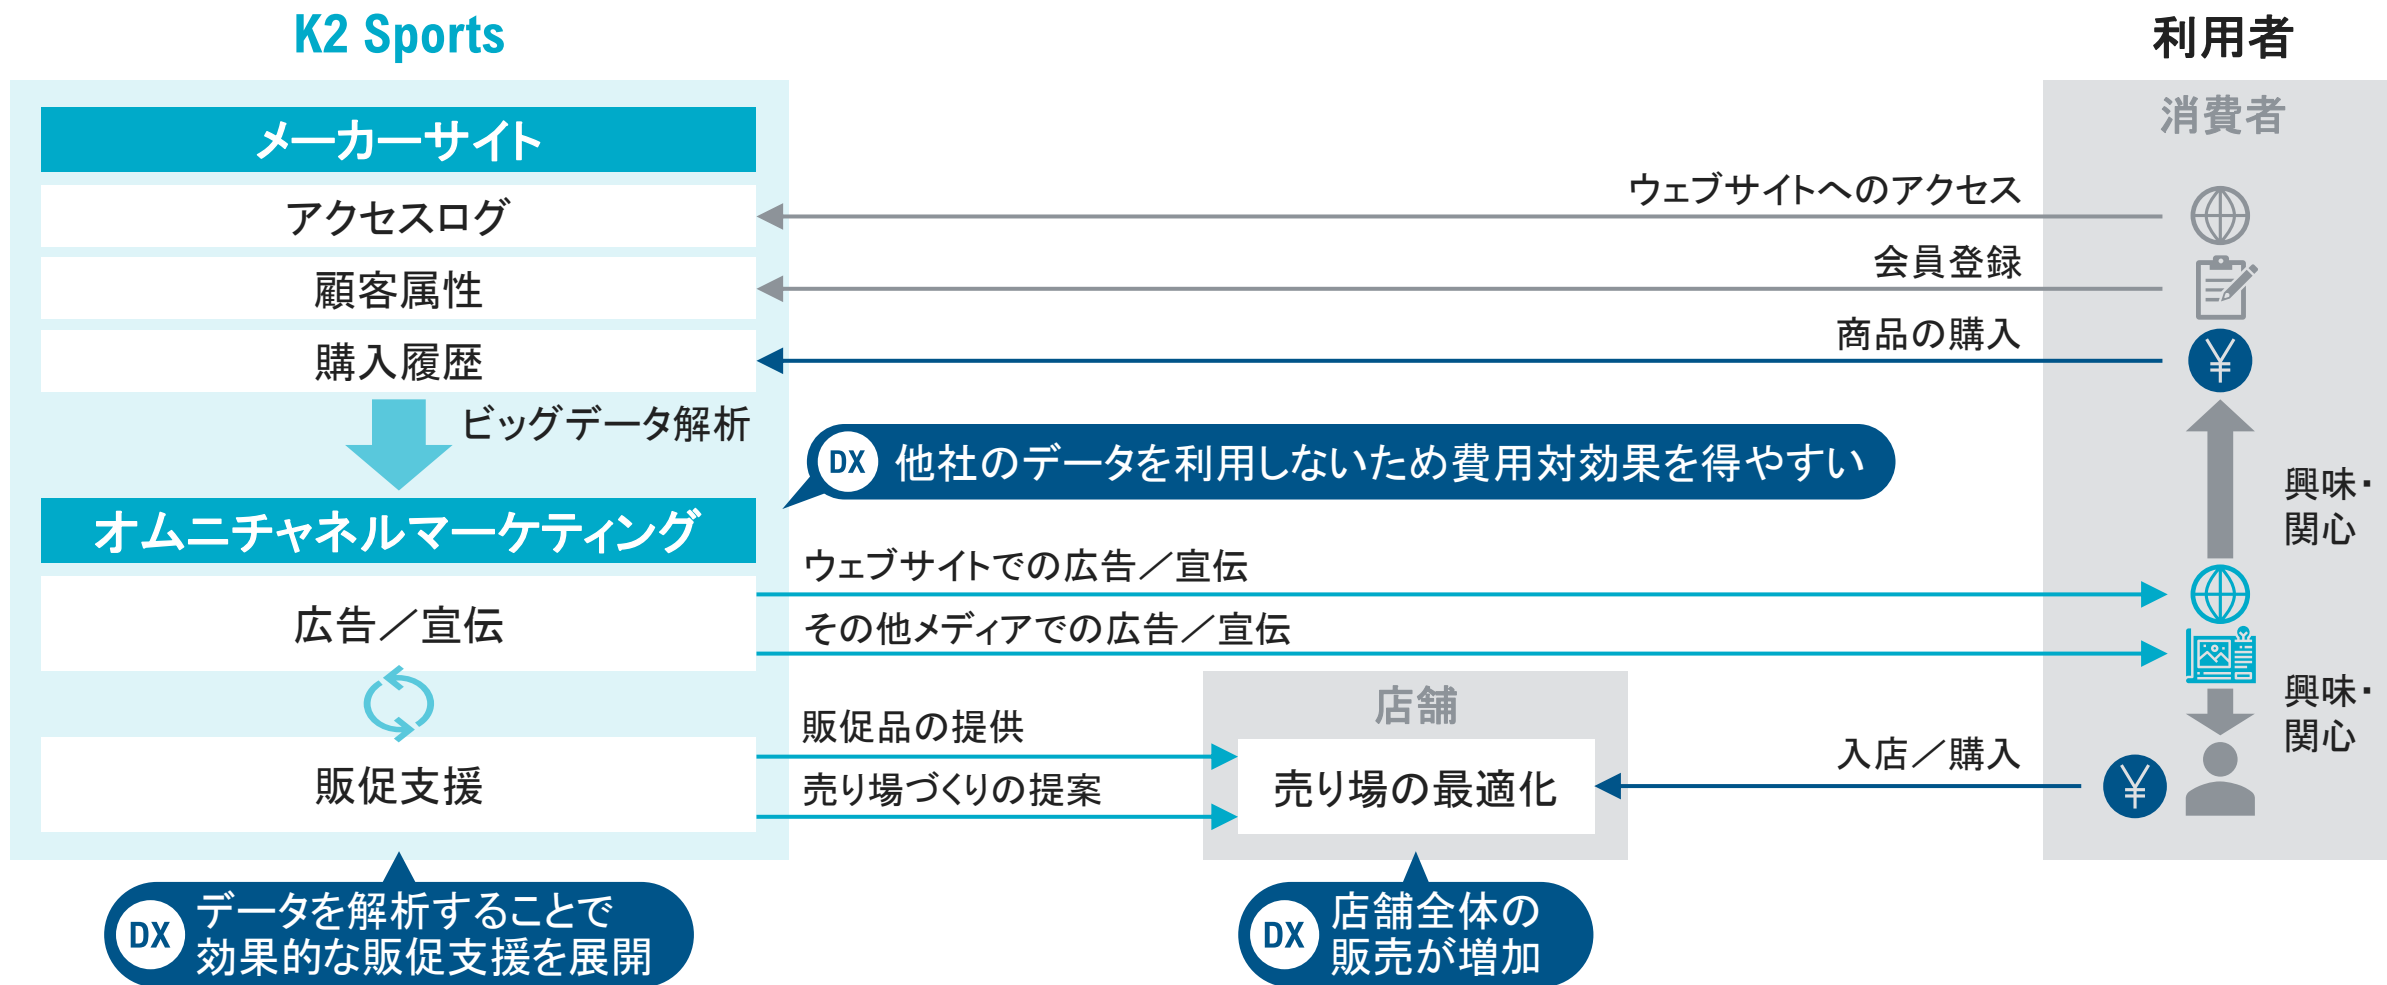 K2 Sports
利用者
消費者
メーカーサイト
アクセスログ
顧客属性
購入履歴
ウェブサイトへのアクセス
会員登録
商品の購入
¥
ビッグデータ解析
DX 他社のデータを利用しないため費用対効果を得やすい
興味・
関心
オムニチャネルマーケティング
広告／宣伝
ウェブサイトでの広告／宣伝
その他メディアでの広告／宣伝
興味・
関心
販促支援
販促品の提供
売り場づくりの提案
店舗
売り場の最適化
入店／購入
¥
DX
データを解析することで
効果的な販促支援を展開
DX
店舗全体の
販売が増加